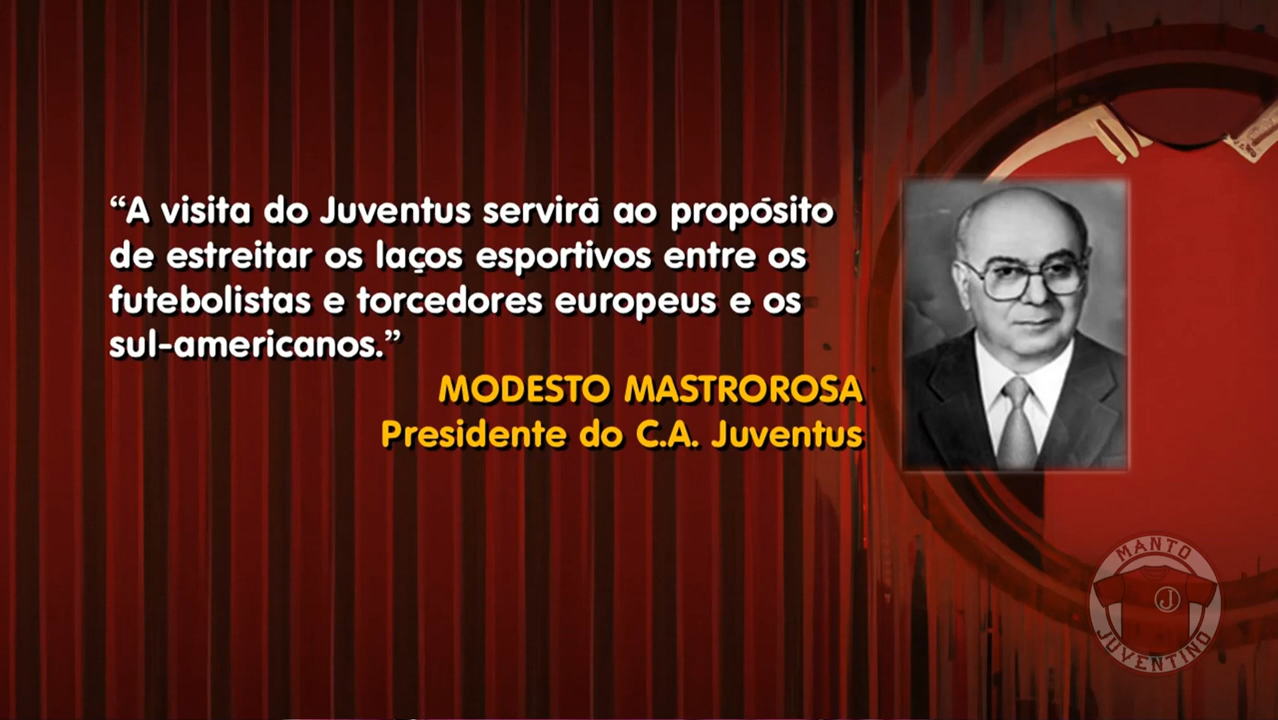 “A visita do Juventus servirá ao propósito
de estreitar os laços esportivos entre os
futebolistas e torcedores europeus e os
sul-americanos.”
MODESTO MASTROROSA
Presidente do C.A. Juventus
MANTO
J
JUVENTINO